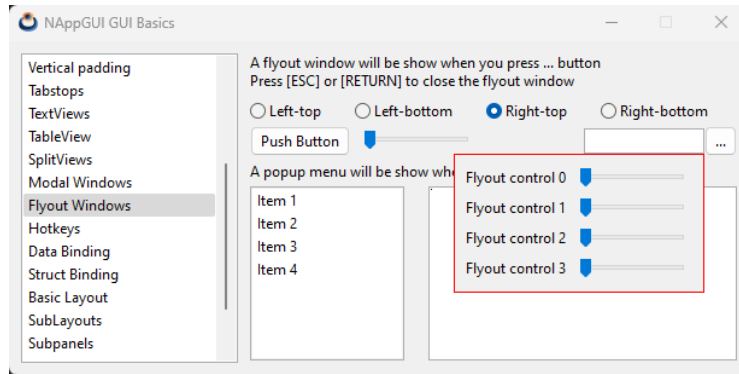 NAppGUI GUI Basics
Vertical padding
Tabstops
TextViews
TableView
SplitViews
Modal Windows
Flyout Windows
Hotkeys
Data Binding
Struct Binding
Basic Layout
SubLayouts
Subpanels
A flyout window will be show when you press ... button
Press [ESC] or [RETURN] to close the flyout window
Left-top Left-bottom Right-top Right-bottom
Push Button ...
A popup menu will be show
Item 1
Item 2
Item 3
Item 4
Flyout control 0
Flyout control 1
Flyout control 2
Flyout control 3